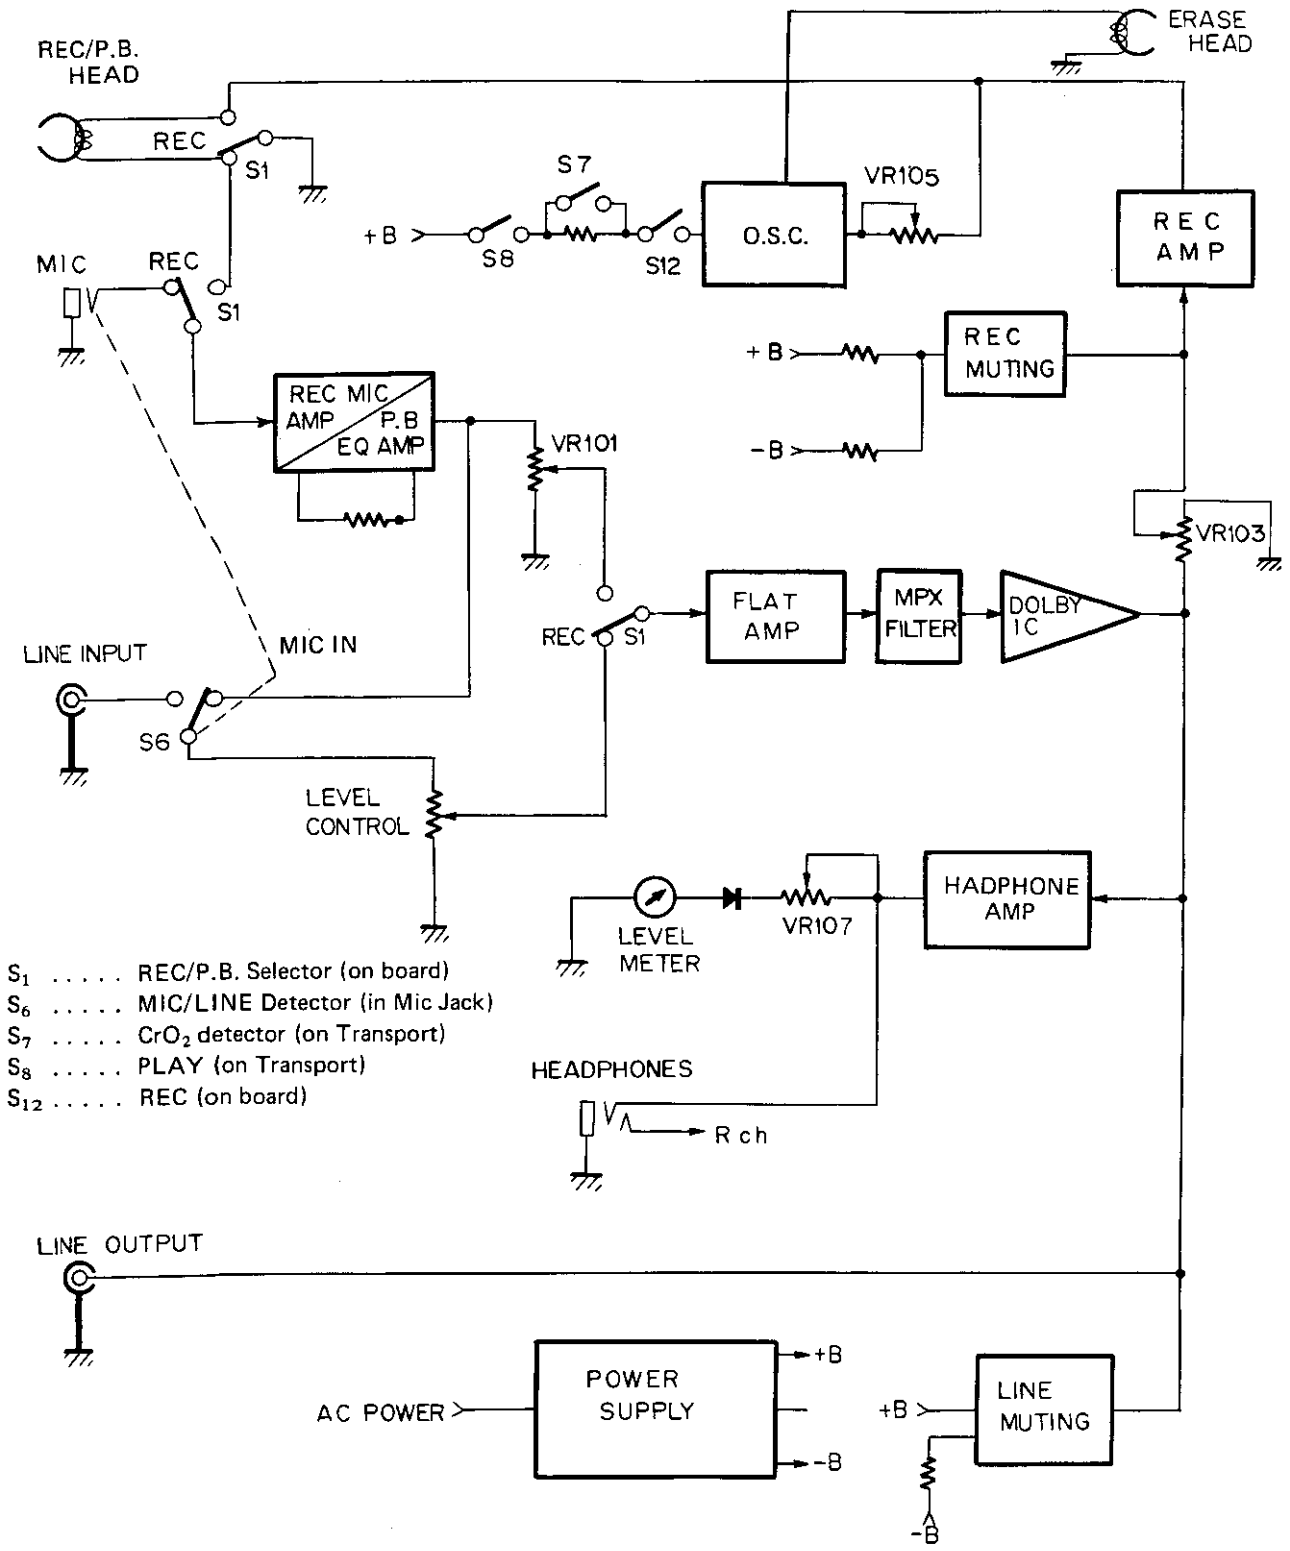 ERASE
HEAD
REC/P.B.
HEAD
REC
S1
S7
VR105
+B
S8
S12
O.S.C.
REC
AMP
MIC
REC
S1
+B
-B
REC
MUTING
REC MIC
AMP
P.B
EQ AMP
VR101
VR103
FLAT
AMP
MPX
FILTER
DOLBY
IC
REC
S1
MIC IN
LINE INPUT
S6
LEVEL
CONTROL
HADPHONE
AMP
VR107
LEVEL
METER
S1 ..... REC/P.B. Selector (on board)
S6 ..... MIC/LINE Detector (in Mic Jack)
S7 ..... CrO2 detector (on Transport)
S8 ..... PLAY (on Transport)
S12 ..... REC (on board)
HEADPHONES
R ch
LINE OUTPUT
AC POWER
POWER
SUPPLY
+B
-B
+B
-B
LINE
MUTING